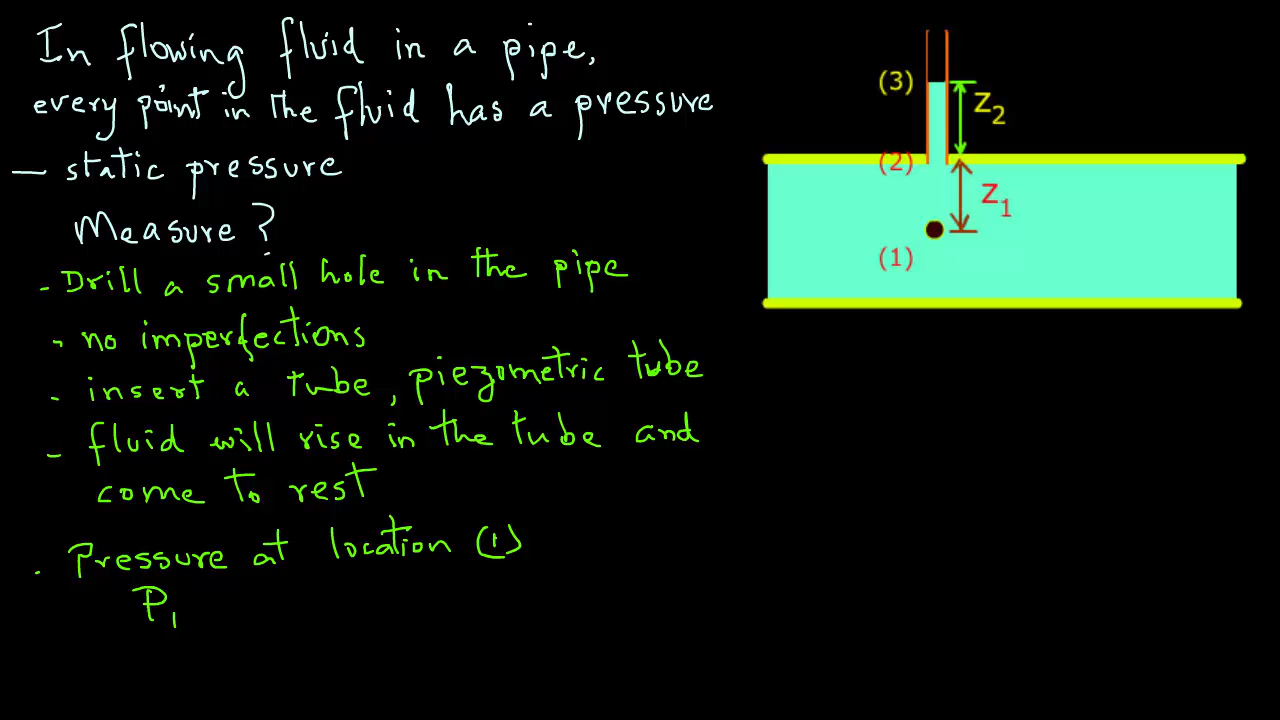 In flowing fluid in a pipe,
every point in the fluid has a pressure
— static pressure
Measure?
- Drill a small hole in the pipe
- no imperfections
- insert a tube, piezometric tube
- fluid will rise in the tube and
come to rest
. Pressure at location (1)
P1
(3)
Z2
(2)
Z1
(1)